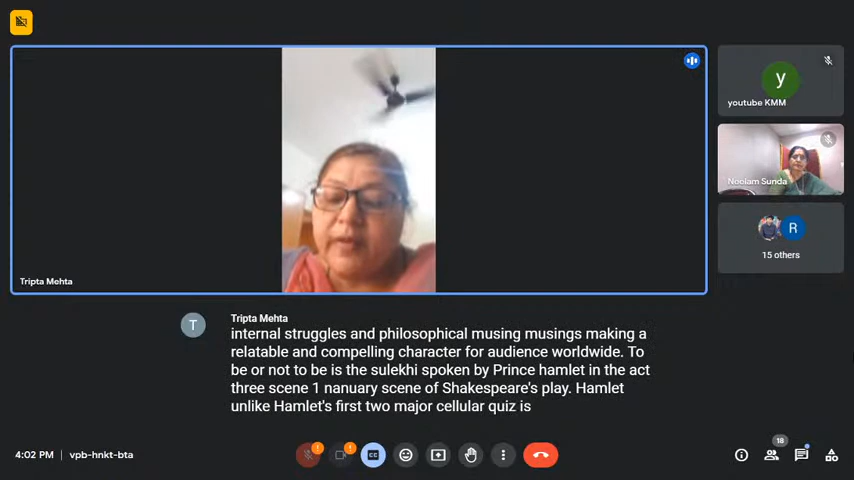 y
youtube KMM
Neelam Sunda
R
15 others
Tripta Mehta
T
Tripta Mehta
internal struggles and philosophical musing musings making a
relatable and compelling character for audience worldwide. To
be or not to be is the sulekhi spoken by Prince hamlet in the act
three scene 1 nanuary scene of Shakespeare's play. Hamlet
unlike Hamlet's first two major cellular quiz is
4:02 PM | vpb-hnkt-bta
CC
18